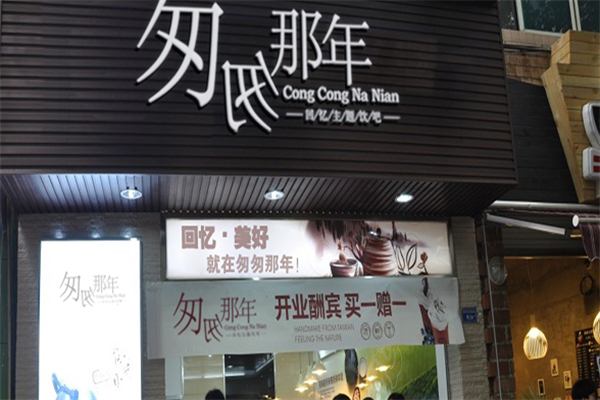 匆匆那年
Cong Cong Na Nian
回忆主题饮吧
回忆·美好
就在匆匆那年!
匆匆那年
匆匆那年
Cong Cong Na Nian
开业酬宾 买一赠一
HANDMAKE FROM TAIWAN,
FEELING THE NATURE